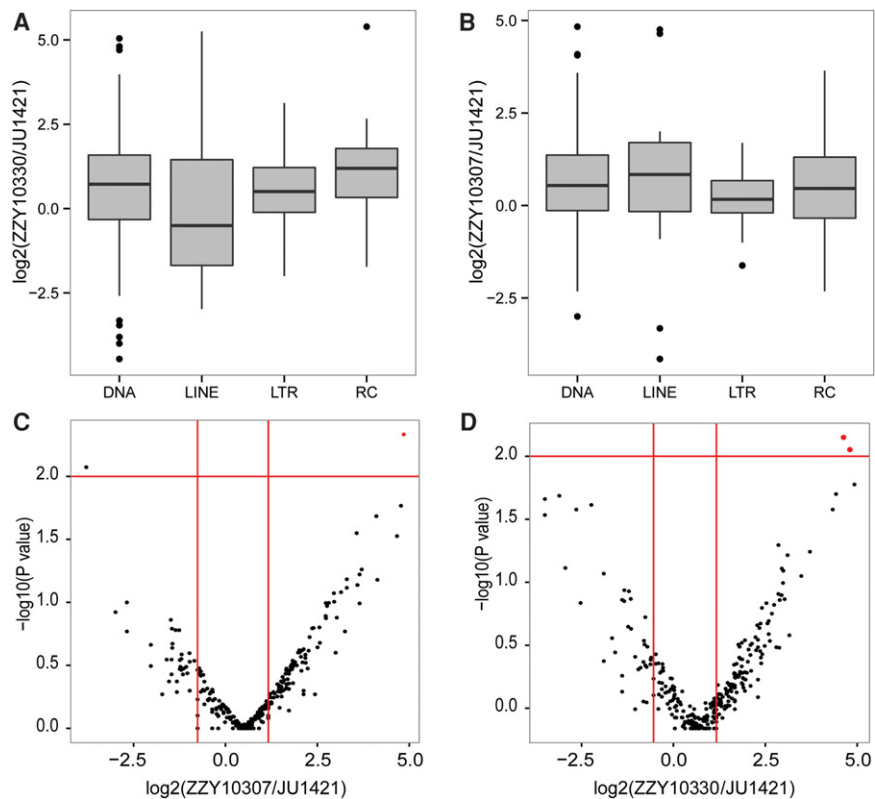 A
log2(ZZY10330/JU1421)
5.0
2.5
0.0
−2.5
DNA LINE LTR RC
B
log2(ZZY10307/JU1421)
5.0
2.5
0.0
−2.5
DNA LINE LTR RC
C
−log10(P value)
2.0
1.5
1.0
0.5
0.0
−2.5 0.0 2.5 5.0
log2(ZZY10307/JU1421)
D
−log10(P value)
2.0
1.5
1.0
0.5
0.0
−2.5 0.0 2.5 5.0
log2(ZZY10330/JU1421)